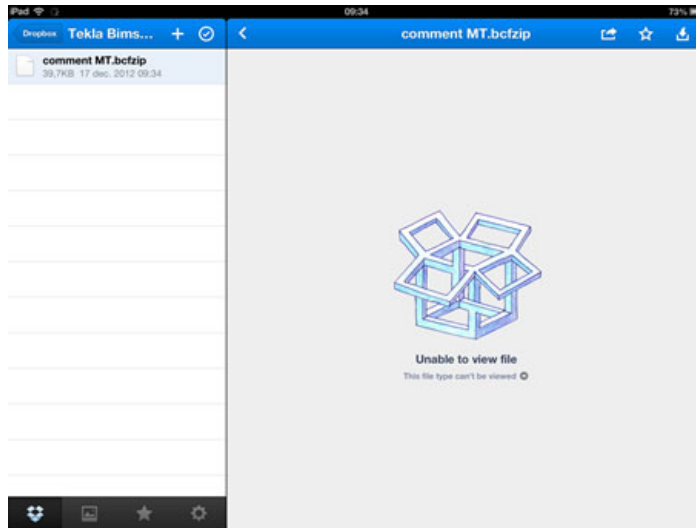 iPad 09:34 73%
Dropbox Tekla Bims... +
comment MT.bcfzip
39,7KB 17 dec. 2012 09:34
comment MT.bcfzip
Unable to view file
This file type can't be viewed